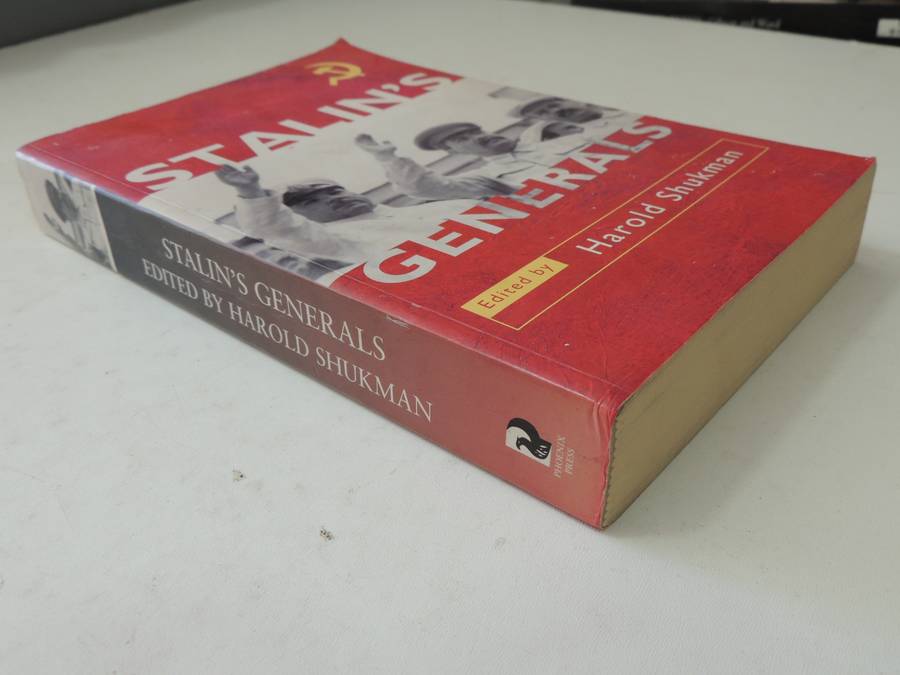 STALIN'S
GENERALS
Edited by
Harold Shukman
STALIN'S GENERALS
EDITED BY HAROLD SHUKMAN
PHOENIX
PRESS